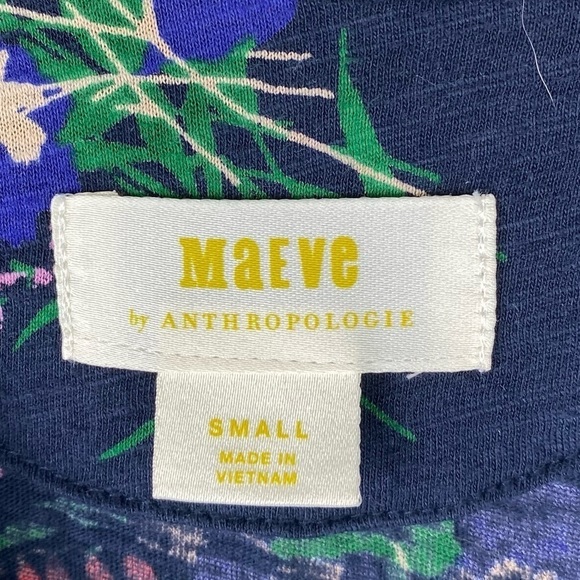 MaEVe
by ANTHROPOLOGIE
SMALL
MADE IN
VIETNAM